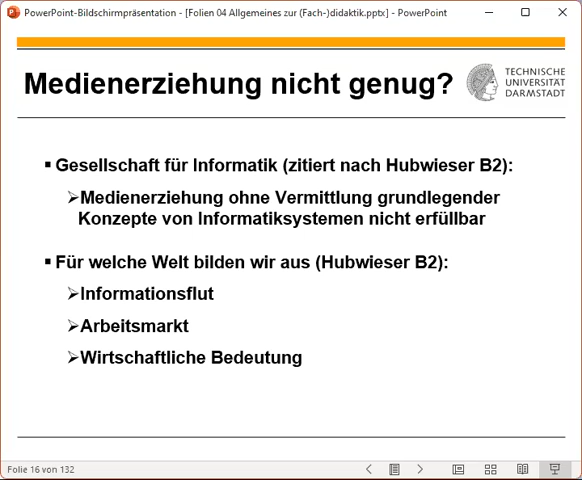 PowerPoint-Bildschirmpräsentation - [Folien 04 Allgemeines zur (Fach-)didaktik.pptx] - PowerPoint
Medienerziehung nicht genug?
TECHNISCHE
UNIVERSITÄT
DARMSTADT
▪ Gesellschaft für Informatik (zitiert nach Hubwieser B2):
➢Medienerziehung ohne Vermittlung grundlegender
Konzepte von Informatiksystemen nicht erfüllbar
▪ Für welche Welt bilden wir aus (Hubwieser B2):
➢Informationsflut
➢Arbeitsmarkt
➢Wirtschaftliche Bedeutung
Folie 16 von 132